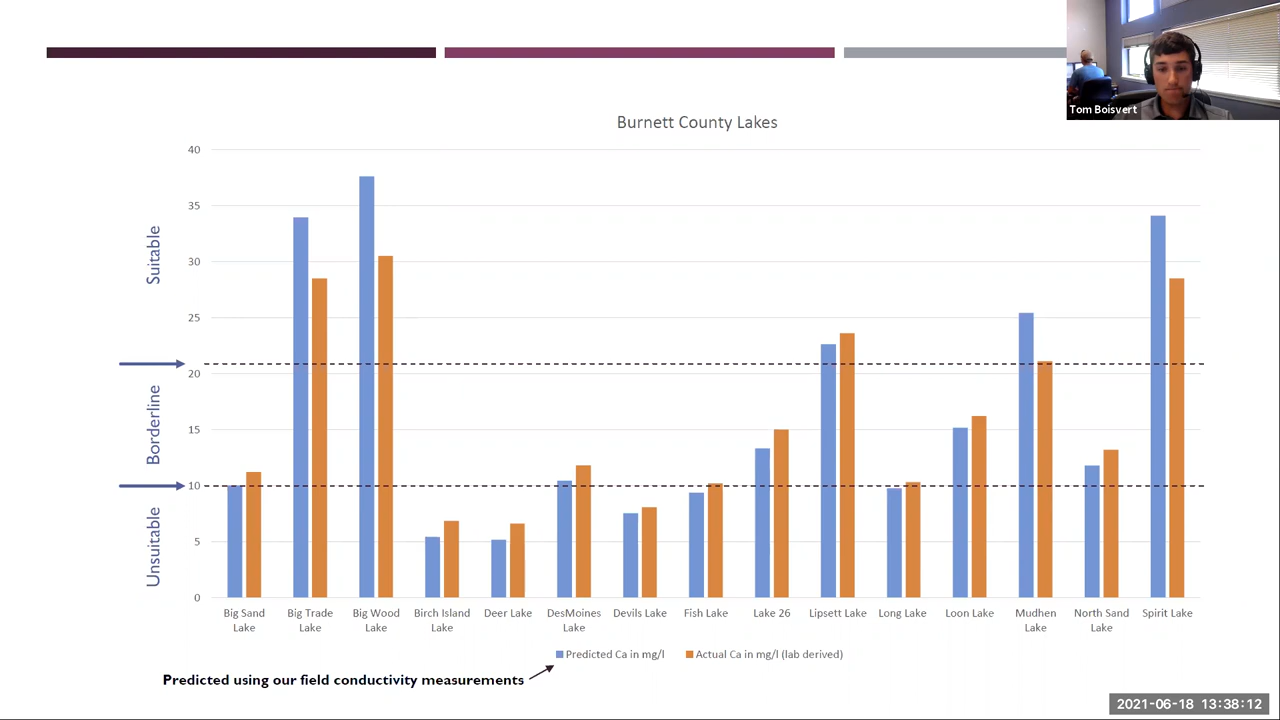 Tom Boisvert
Burnett County Lakes
40
35
30
25
20
15
10
5
0
Suitable
Borderline
Unsuitable
Big Sand Lake
Big Trade Lake
Big Wood Lake
Birch Island Lake
Deer Lake
DesMoines Lake
Devils Lake
Fish Lake
Lake 26
Lipsett Lake
Long Lake
Loon Lake
Mudhen Lake
North Sand Lake
Spirit Lake
Predicted Ca in mg/l
Actual Ca in mg/l (lab derived)
Predicted using our field conductivity measurements
2021-06-18 13:38:12